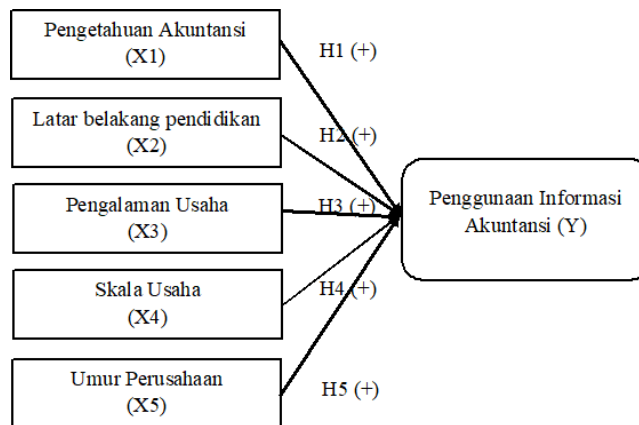 Pengetahuan Akuntansi
(X1)
H1 (+)
Latar belakang pendidikan
(X2)
H2 (+)
Pengalaman Usaha
(X3)
H3 (+)
Penggunaan Informasi
Akuntansi (Y)
Skala Usaha
(X4)
H4 (+)
Umur Perusahaan
(X5)
H5 (+)